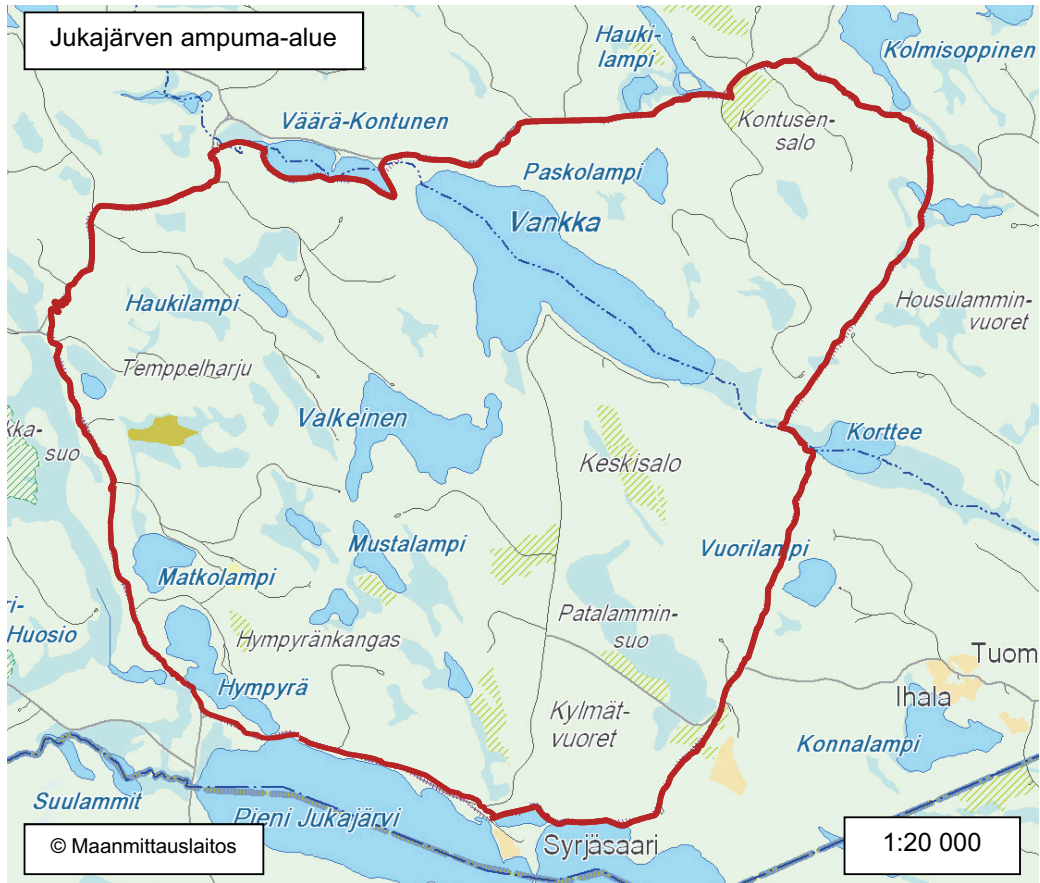 Jukajärven ampuma-alue
Hauki-
lampi
Kolmisoppinen
Väärä-Kontunen
Kontusen-
salo
Paskolampi
Vankka
Haukilampi
Housulammin-
vuoret
Temppelharju
Valkeinen
kka-
suo
Korttee
Keskisalo
Mustalampi
Vuorilampi
Matkolampi
ri-
Huosio
Hympyränkangas
Patalammin-
suo
Tuom
Hympyrä
Ihala
Kylmät-
vuoret
Konnalampi
Suulammit
Pieni Jukajärvi
Syrjäsaari
© Maanmittauslaitos
1:20 000